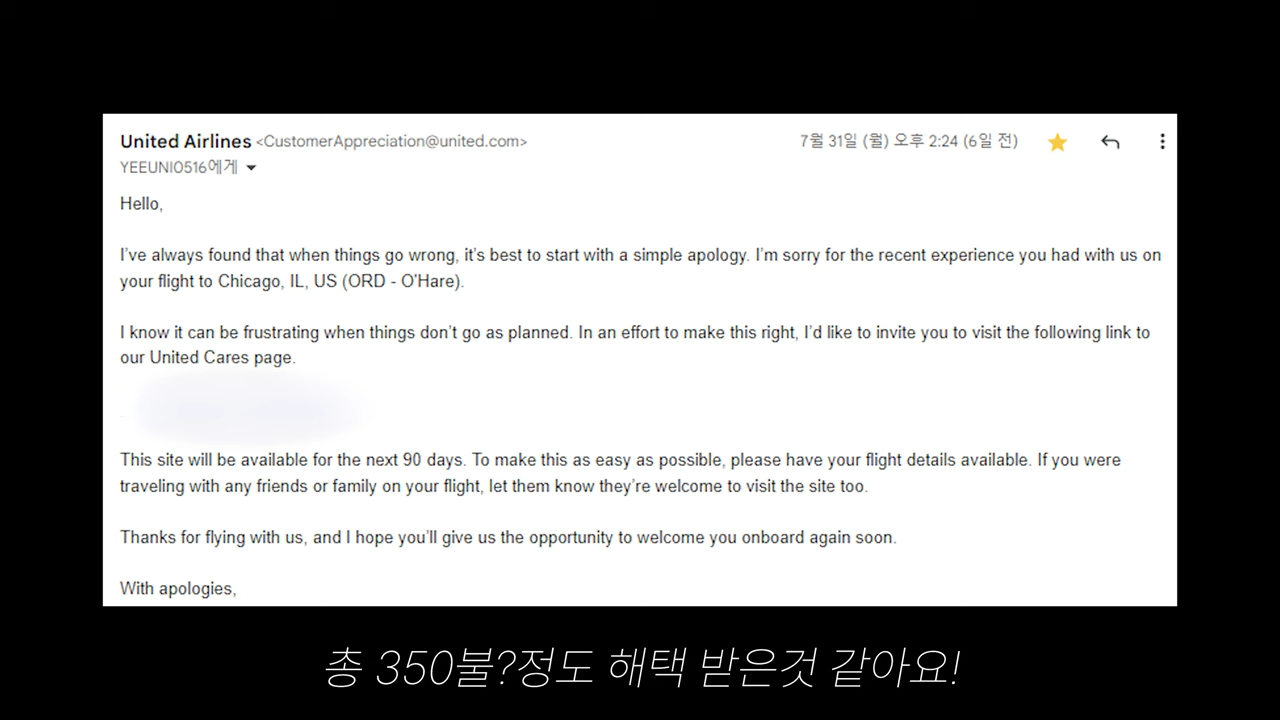 United Airlines <CustomerAppreciation@united.com>
7월 31일 (월) 오후 2:24 (6일 전)
YEEUNI0516에게
Hello,
I've always found that when things go wrong, it's best to start with a simple apology. I'm sorry for the recent experience you had with us on
your flight to Chicago, IL, US (ORD - O'Hare).
I know it can be frustrating when things don't go as planned. In an effort to make this right, I'd like to invite you to visit the following link to
our United Cares page.
This site will be available for the next 90 days. To make this as easy as possible, please have your flight details available. If you were
traveling with any friends or family on your flight, let them know they're welcome to visit the site too.
Thanks for flying with us, and I hope you'll give us the opportunity to welcome you onboard again soon.
With apologies,
총 350불?정도 해택 받은것 같아요!